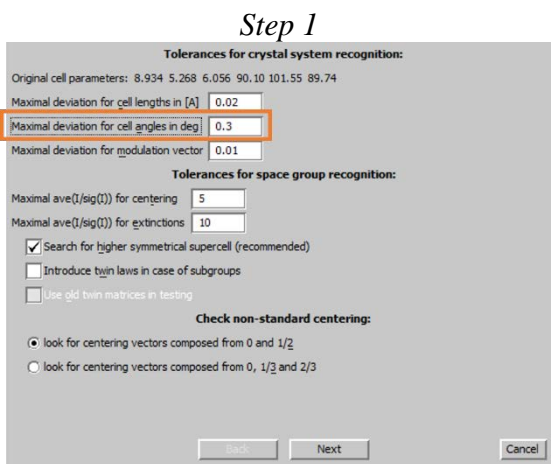 Step 1
Tolerances for crystal system recognition:
Original cell parameters: 8.934 5.268 6.056 90.10 101.55 89.74
Maximal deviation for cell lengths in [A] 0.02
Maximal deviation for cell angles in deg 0.3
Maximal deviation for modulation vector 0.01
Tolerances for space group recognition:
Maximal ave(I/sig(I)) for centering 5
Maximal ave(I/sig(I)) for extinctions 10
Search for higher symmetrical supercell (recommended)
Introduce twin laws in case of subgroups
Use old twin matrices in testing
Check non-standard centering:
look for centering vectors composed from 0 and 1/2
look for centering vectors composed from 0, 1/3 and 2/3
Back Next Cancel